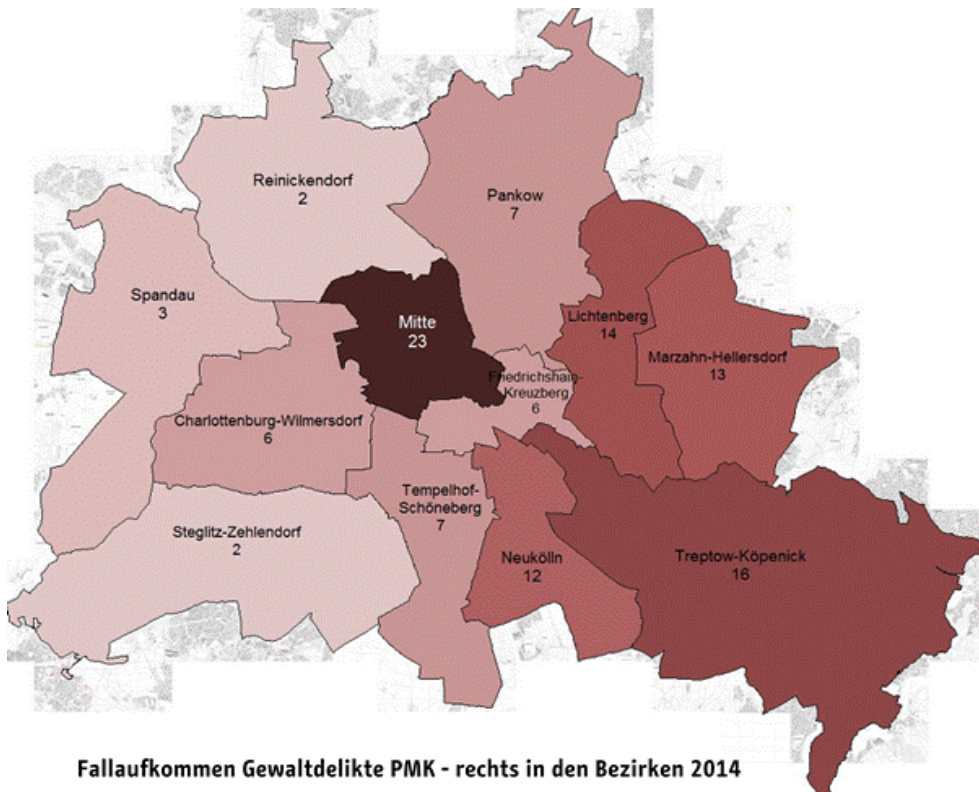 Reinickendorf
2
Pankow
7
Spandau
3
Mitte
23
Lichtenberg
14
Marzahn-Hellersdorf
13
Friedrichshain-
Kreuzberg
6
Charlottenburg-Wilmersdorf
6
Tempelhof-
Schöneberg
7
Steglitz-Zehlendorf
2
Neukölln
12
Treptow-Köpenick
16
Fallaufkommen Gewaltdelikte PMK - rechts in den Bezirken 2014